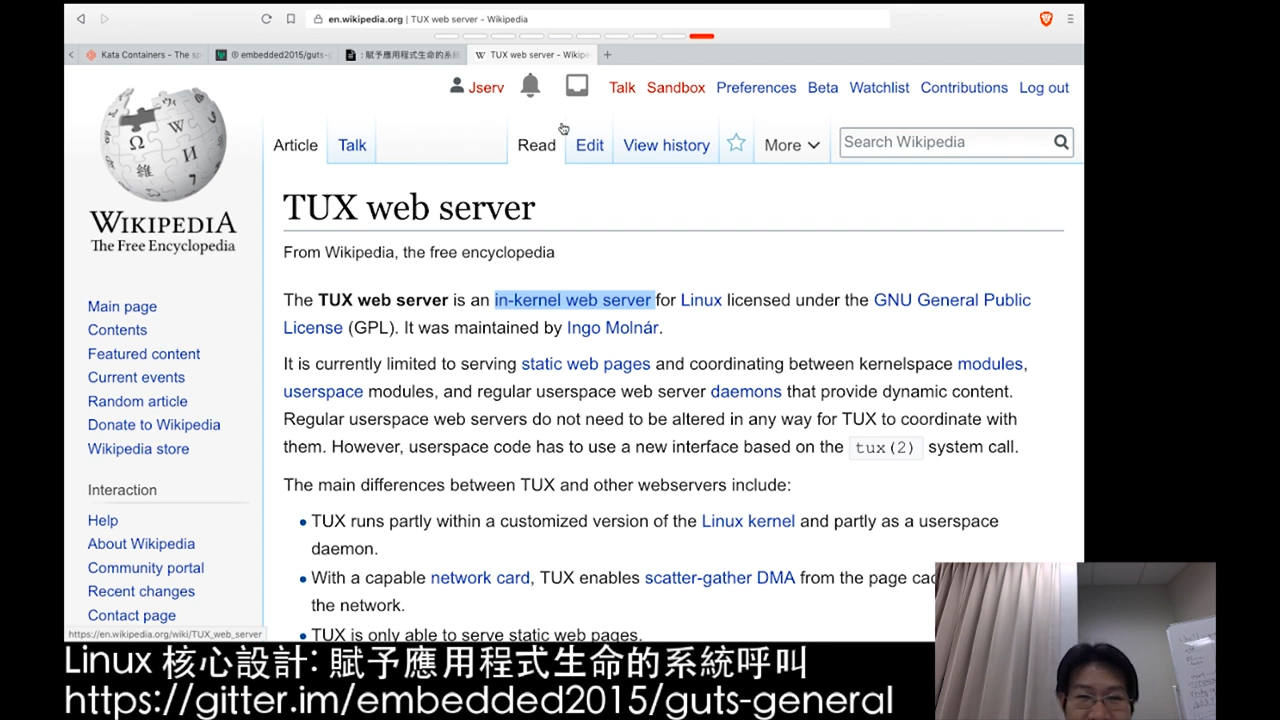 en.wikipedia.org | TUX web server - Wikipedia
Kata Containers - The sp
embedded2015/guts-
: 賦予應用程式生命的系統
W TUX web server - Wikipe
Jserv Talk Sandbox Preferences Beta Watchlist Contributions Log out
Article Talk Read Edit View history More Search Wikipedia
WIKIPEDIA
The Free Encyclopedia
Main page
Contents
Featured content
Current events
Random article
Donate to Wikipedia
Wikipedia store
Interaction
Help
About Wikipedia
Community portal
Recent changes
Contact page
TUX web server
From Wikipedia, the free encyclopedia
The TUX web server is an in-kernel web server for Linux licensed under the GNU General Public
License (GPL). It was maintained by Ingo Molnár.
It is currently limited to serving static web pages and coordinating between kernelspace modules,
userspace modules, and regular userspace web server daemons that provide dynamic content.
Regular userspace web servers do not need to be altered in any way for TUX to coordinate with
them. However, userspace code has to use a new interface based on the tux(2) system call.
The main differences between TUX and other webservers include:
• TUX runs partly within a customized version of the Linux kernel and partly as a userspace
daemon.
• With a capable network card, TUX enables scatter-gather DMA from the page cac
the network.
• TUX is only able to serve static web pages.
https://en.wikipedia.org/wiki/TUX_web_server
Linux 核心設計: 賦予應用程式生命的系統呼叫
https://gitter.im/embedded2015/guts-general